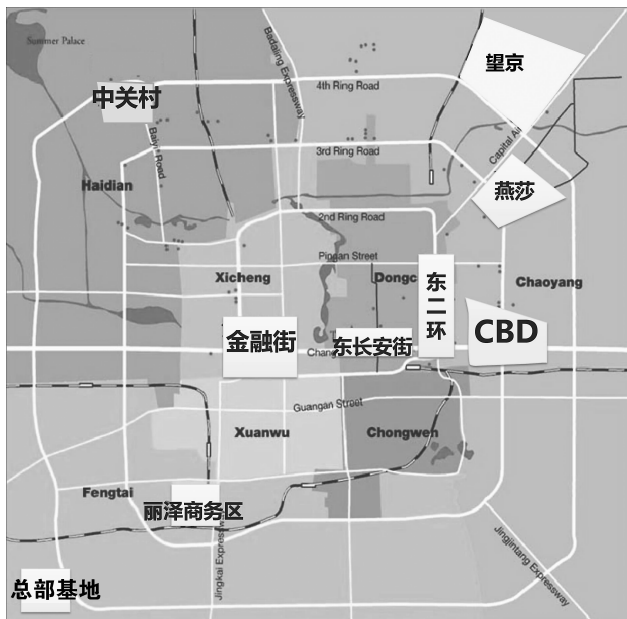 Summer Palace
Badaling Expressway
望京
中关村
4th Ring Road
Baiyi Road
3rd Ring Road
Capital Air
Haidian
燕莎
2nd Ring Road
Pingan Street
Xicheng
Dongc
东二环
Chaoyang
金融街
东长安街
CBD
Chang
Guangan Street
Xuanwu
Chongwen
Fengtai
丽泽商务区
Jingkai Expressway
Jingjintang Expressway
总部基地